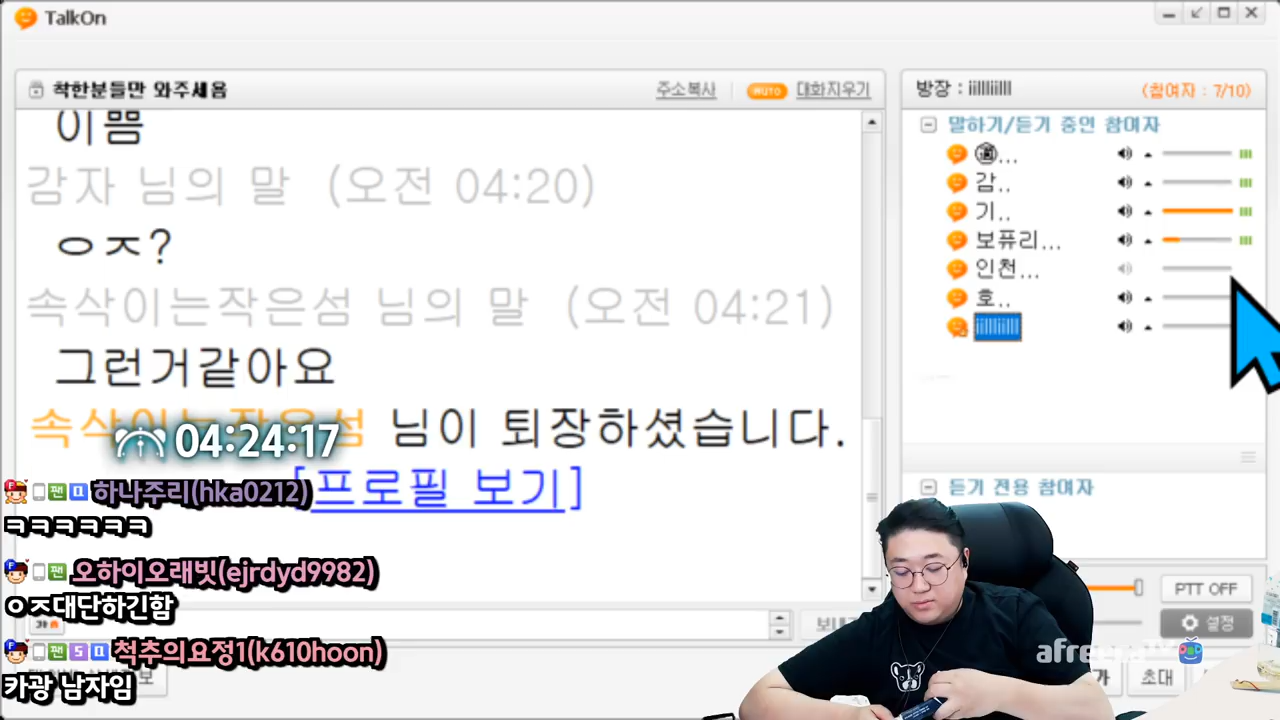 TalkOn
착한분들만 와주세욤
주소복사
AUTO
대화지우기
이쁨
감자 님의 말 (오전 04:20)
ㅇㅈ?
속삭이는작은섬 님의 말 (오전 04:21)
그런거같아요
속삭이는작은섬 님이 퇴장하셨습니다.
[프로필 보기]
04:24:17
팬 하나주리(hka0212)
ㅋㅋㅋㅋㅋㅋ
팬 오하이오래빗(ejrdyd9982)
ㅇㅈ대단하긴함
팬 S 척추의요정1(k610hoon)
카광 남자임
방장 : iillliilll
(참여자 : 7/10)
말하기/듣기 중인 참여자
감..
기..
보퓨리...
인천...
호..
iillliilll
듣기 전용 참여자
PTT OFF
설정
초대